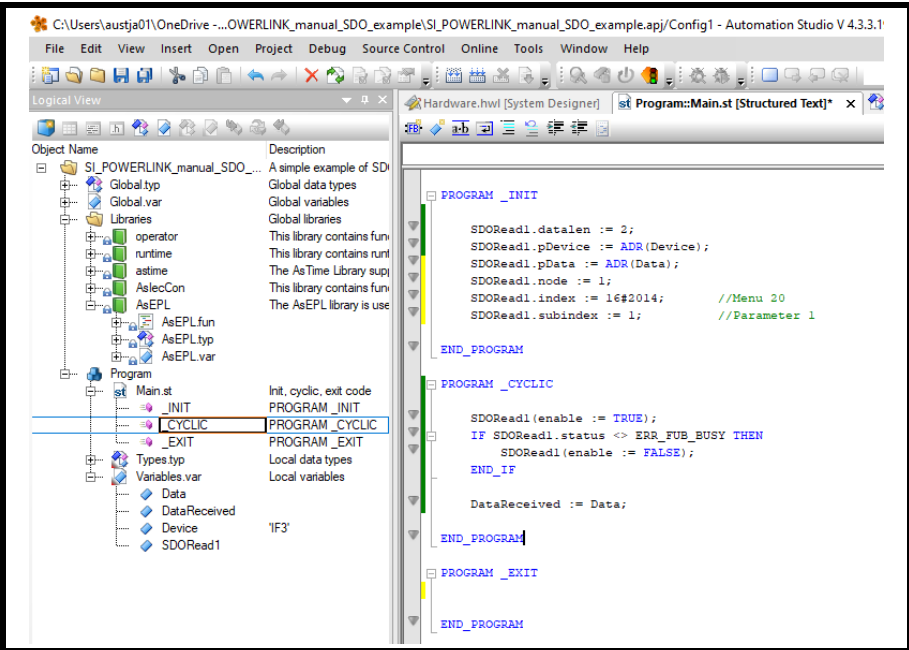 C:\Users\austja01\OneDrive -...OWERLINK_manual_SDO_example\SI_POWERLINK_manual_SDO_example.apj/Config1 - Automation Studio V 4.3.3.1
File Edit View Insert Open Project Debug Source Control Online Tools Window Help
Logical View
Hardware.hwl [System Designer] st Program::Main.st [Structured Text]* x
Object Name Description
SI_POWERLINK_manual_SDO_... A simple example of SD
Global.typ Global data types
Global.var Global variables
Libraries Global libraries
operator This library contains fun
runtime This library contains runt
astime The AsTime Library sup
AsIecCon This library contains fun
AsEPL The AsEPL library is use
AsEPL.fun
AsEPL.typ
AsEPL.var
Program
st Main.st Init, cyclic, exit code
_INIT PROGRAM _INIT
_CYCLIC PROGRAM _CYCLIC
_EXIT PROGRAM _EXIT
Types.typ Local data types
Variables.var Local variables
Data
DataReceived
Device 'IF3'
SDORead1
PROGRAM _INIT
SDORead1.datalen := 2;
SDORead1.pDevice := ADR(Device);
SDORead1.pData := ADR(Data);
SDORead1.node := 1;
SDORead1.index := 16#2014; //Menu 20
SDORead1.subindex := 1; //Parameter 1
END_PROGRAM
PROGRAM _CYCLIC
SDORead1(enable := TRUE);
IF SDORead1.status <> ERR_FUB_BUSY THEN
SDORead1(enable := FALSE);
END_IF
DataReceived := Data;
END_PROGRAM
PROGRAM _EXIT
END_PROGRAM